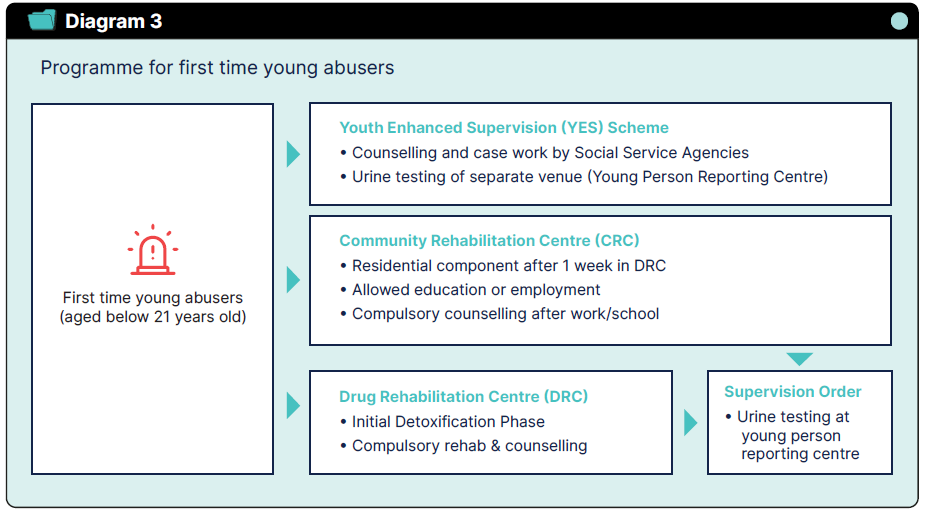 Diagram 3
Programme for first time young abusers
First time young abusers
(aged below 21 years old)
Youth Enhanced Supervision (YES) Scheme
• Counselling and case work by Social Service Agencies
• Urine testing of separate venue (Young Person Reporting Centre)
Community Rehabilitation Centre (CRC)
• Residential component after 1 week in DRC
• Allowed education or employment
• Compulsory counselling after work/school
Drug Rehabilitation Centre (DRC)
• Initial Detoxification Phase
• Compulsory rehab & counselling
Supervision Order
• Urine testing at
young person
reporting centre